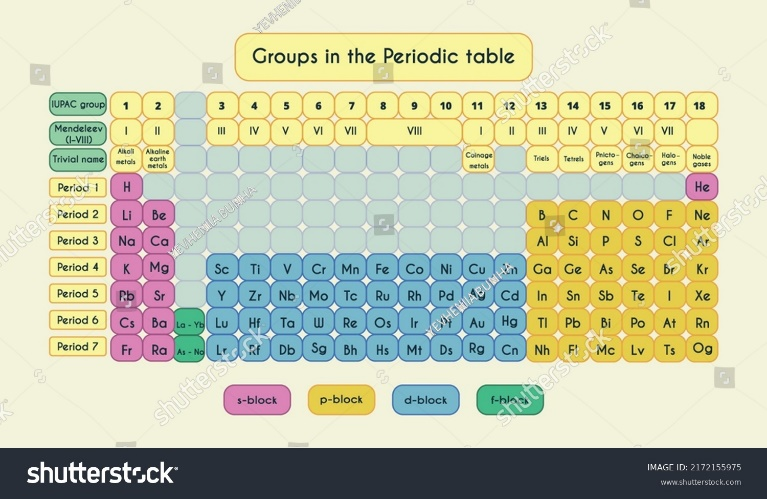 Groups in the Periodic table
IUPAC group 1 2 3 4 5 6 7 8 9 10 11 12 13 14 15 16 17 18
Mendeleev (I-VIII) I II III IV V VI VII VIII I II III IV V VI VII
Trivial name Alkali metals Alkaline earth metals Coinage metals Triels Tetrels Pnictogens Chalcogens Halogens Noble gases
Period 1 H He
Period 2 Li Be B C N O F Ne
Period 3 Na Ca Al Si P S Cl Ar
Period 4 K Mg Sc Ti V Cr Mn Fe Co Ni Cu Zn Ga Ge As Se Br Kr
Period 5 Rb Sr Y Zr Nb Mo Tc Ru Rh Pd Ag Cd In Sn Sb Te I Xe
Period 6 Cs Ba La - Yb Lu Hf Ta W Re Os Ir Pt Au Hg Tl Pb Bi Po At Rn
Period 7 Fr Ra As - No Lr Rf Db Sg Bh Hs Mt Ds Rg Cn Nh Fl Mc Lv Ts Og
s-block p-block d-block f-block
shutterstock
IMAGE ID: 2172155975
www.shutterstock.com